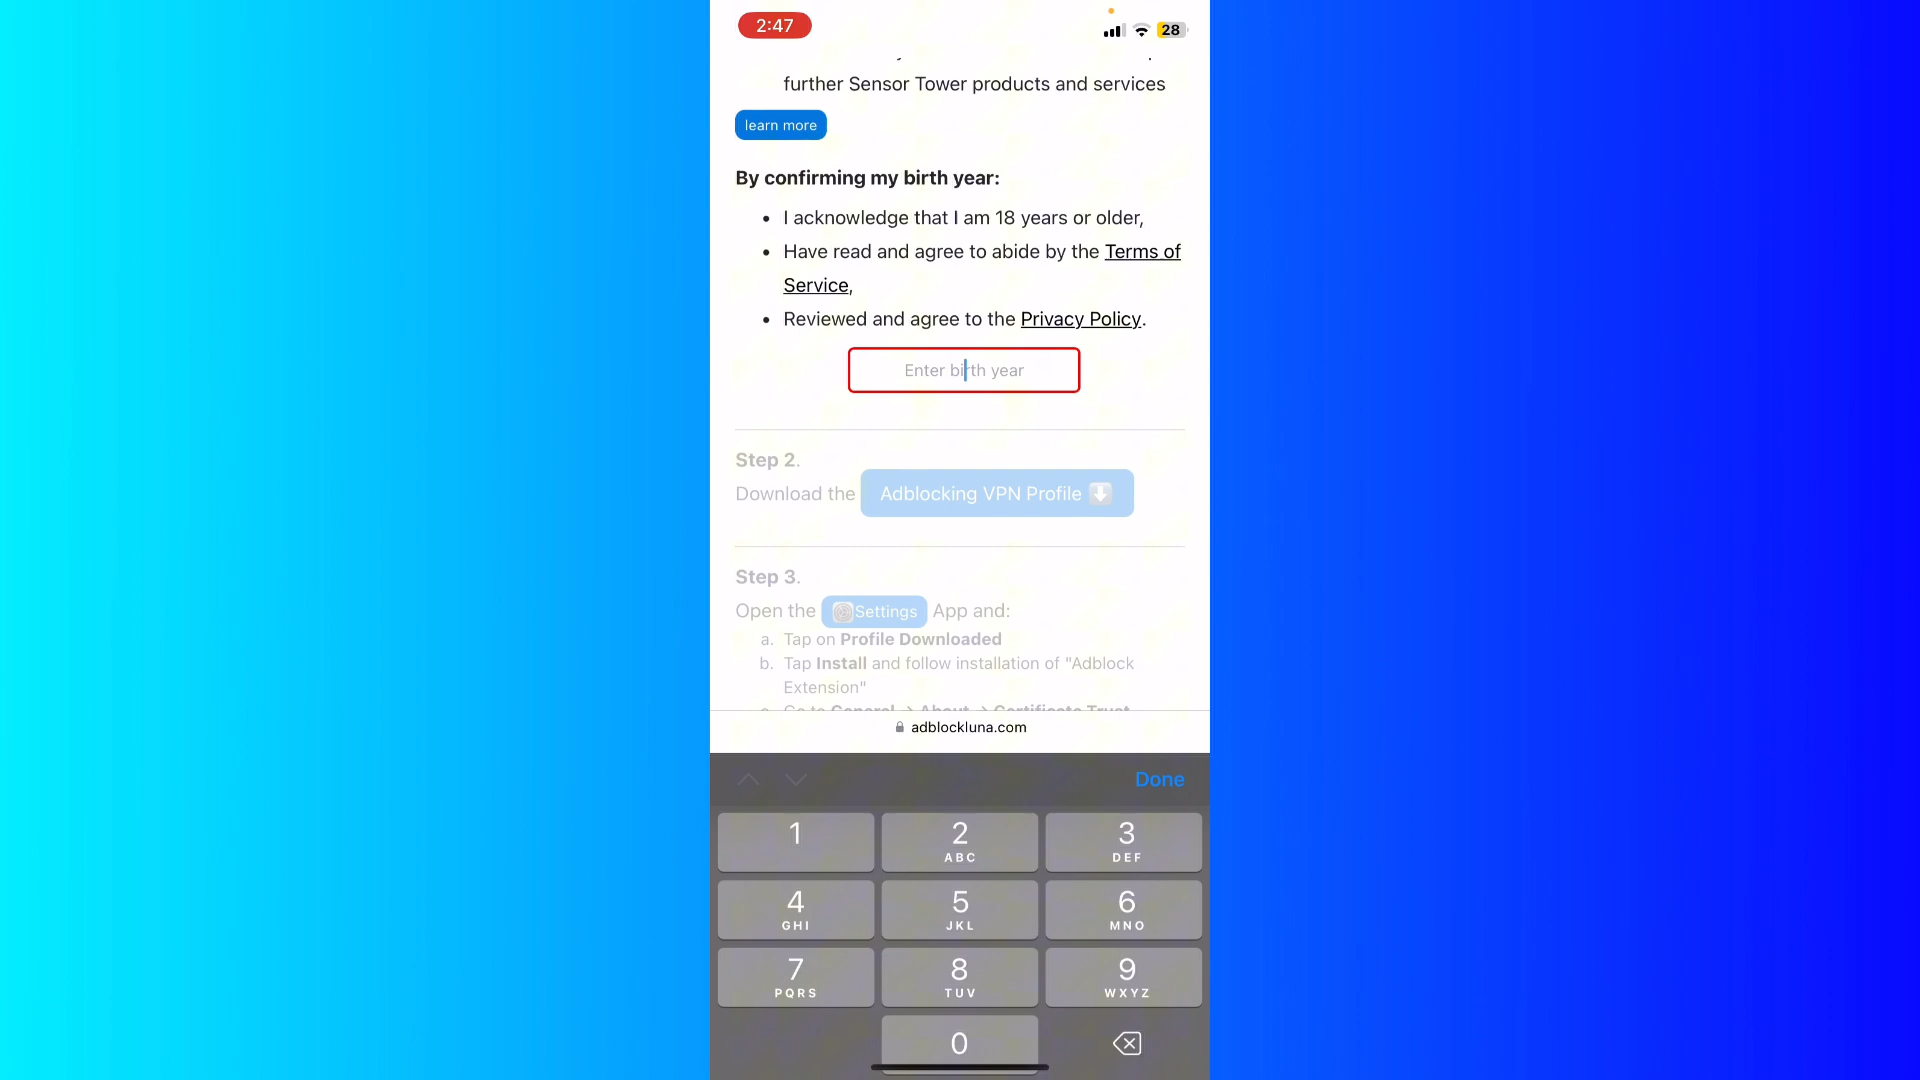 2:47
28
further Sensor Tower products and services
learn more
By confirming my birth year:
• I acknowledge that I am 18 years or older,
• Have read and agree to abide by the Terms of
Service,
• Reviewed and agree to the Privacy Policy.
Enter birth year
Step 2.
Download the Adblocking VPN Profile
Step 3.
Open the Settings App and:
a. Tap on Profile Downloaded
b. Tap Install and follow installation of "Adblock
Extension"
c. Go to General → About → Certificate Trust
adblockluna.com
Done
1
2
3
ABC
DEF
4
5
6
GHI
JKL
MNO
7
8
9
PQRS
TUV
WXYZ
0